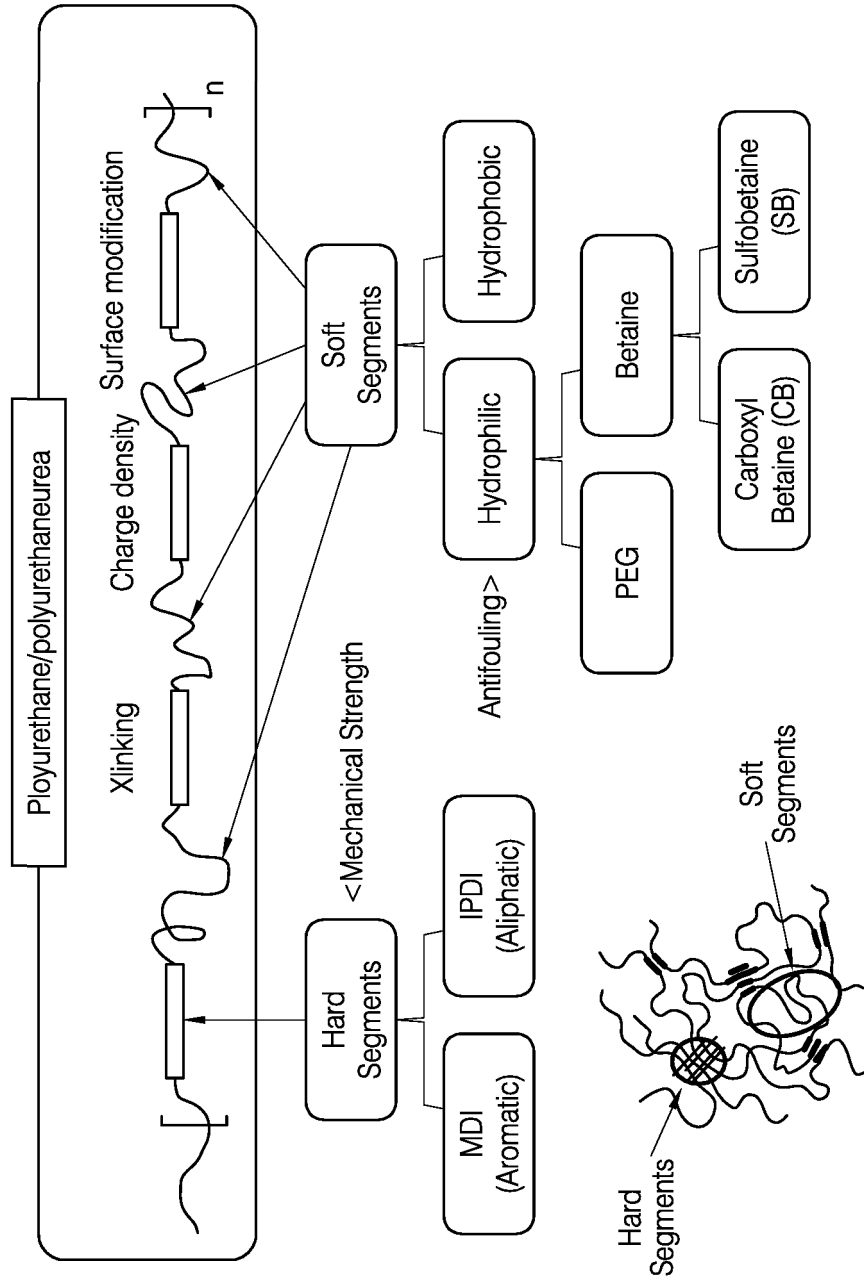 Ployurethane/polyurethaneurea
Xlinking
Charge density
Surface modification
n
Hard
Segments
<Mechanical Strength
Soft
Segments
MDI
(Aromatic)
IPDI
(Aliphatic)
Antifouling>
Hydrophilic
Hydrophobic
PEG
Betaine
Carboxyl
Betaine (CB)
Sulfobetaine
(SB)
Hard
Segments
Soft
Segments